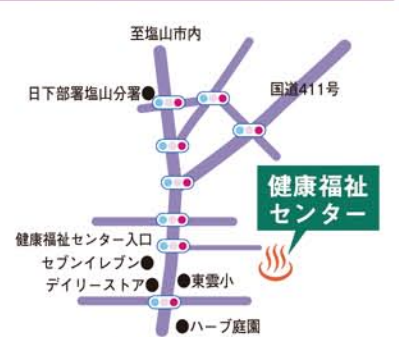 至塩山市内
日下部署塩山分署
国道411号
健康福祉
センター
健康福祉センター入口
セブンイレブン
デイリーストア
東雲小
ハーブ庭園